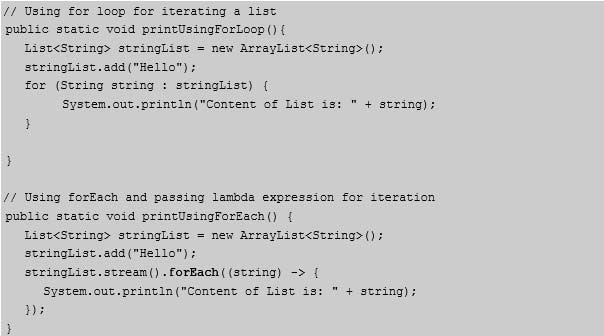 // Using for loop for iterating a list
public static void printUsingForLoop(){
List<String> stringList = new ArrayList<String>();
stringList.add("Hello");
for (String string : stringList) {
System.out.println("Content of List is: " + string);
}
}
// Using forEach and passing lambda expression for iteration
public static void printUsingForEach() {
List<String> stringList = new ArrayList<String>();
stringList.add("Hello");
stringList.stream().forEach((string) -> {
System.out.println("Content of List is: " + string);
});
}